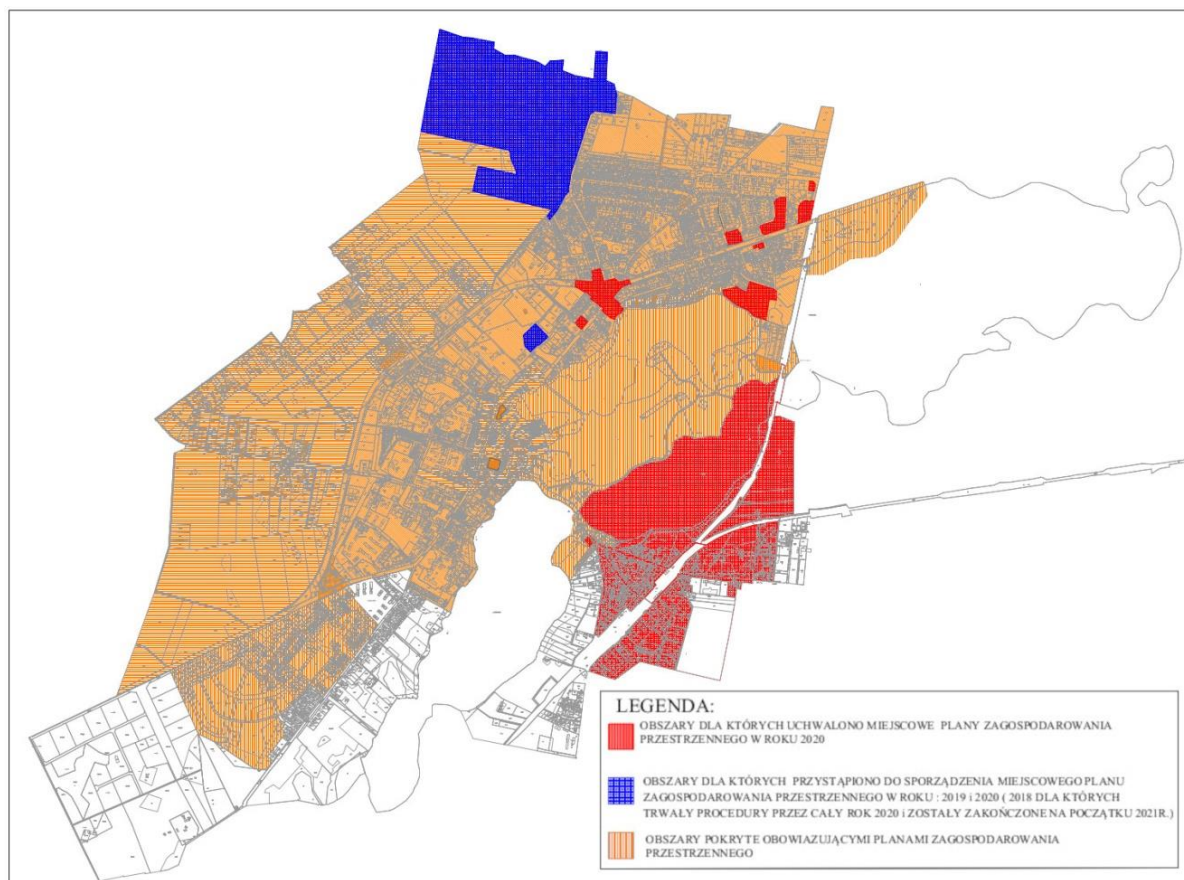 LEGENDA:
OBSZARY DLA KTÓRYCH UCHWALONO MIEJSCOWE PLANY ZAGOSPODAROWANIA
PRZESTRZENNEGO W ROKU 2020
OBSZARY DLA KTÓRYCH PRZYSTĄPIONO DO SPORZĄDZENIA MIEJSCOWEGO PLANU
ZAGOSPODAROWANIA PRZESTRZENNEGO W ROKU : 2019 i 2020 ( 2018 DLA KTÓRYCH
TRWAŁY PROCEDURY PRZEZ CAŁY ROK 2020 i ZOSTAŁY ZAKOŃCZONE NA POCZĄTKU 2021R.)
OBSZARY POKRYTE OBOWIAZUJĄCYMI PLANAMI ZAGOSPODAROWANIA
PRZESTRZENNEGO